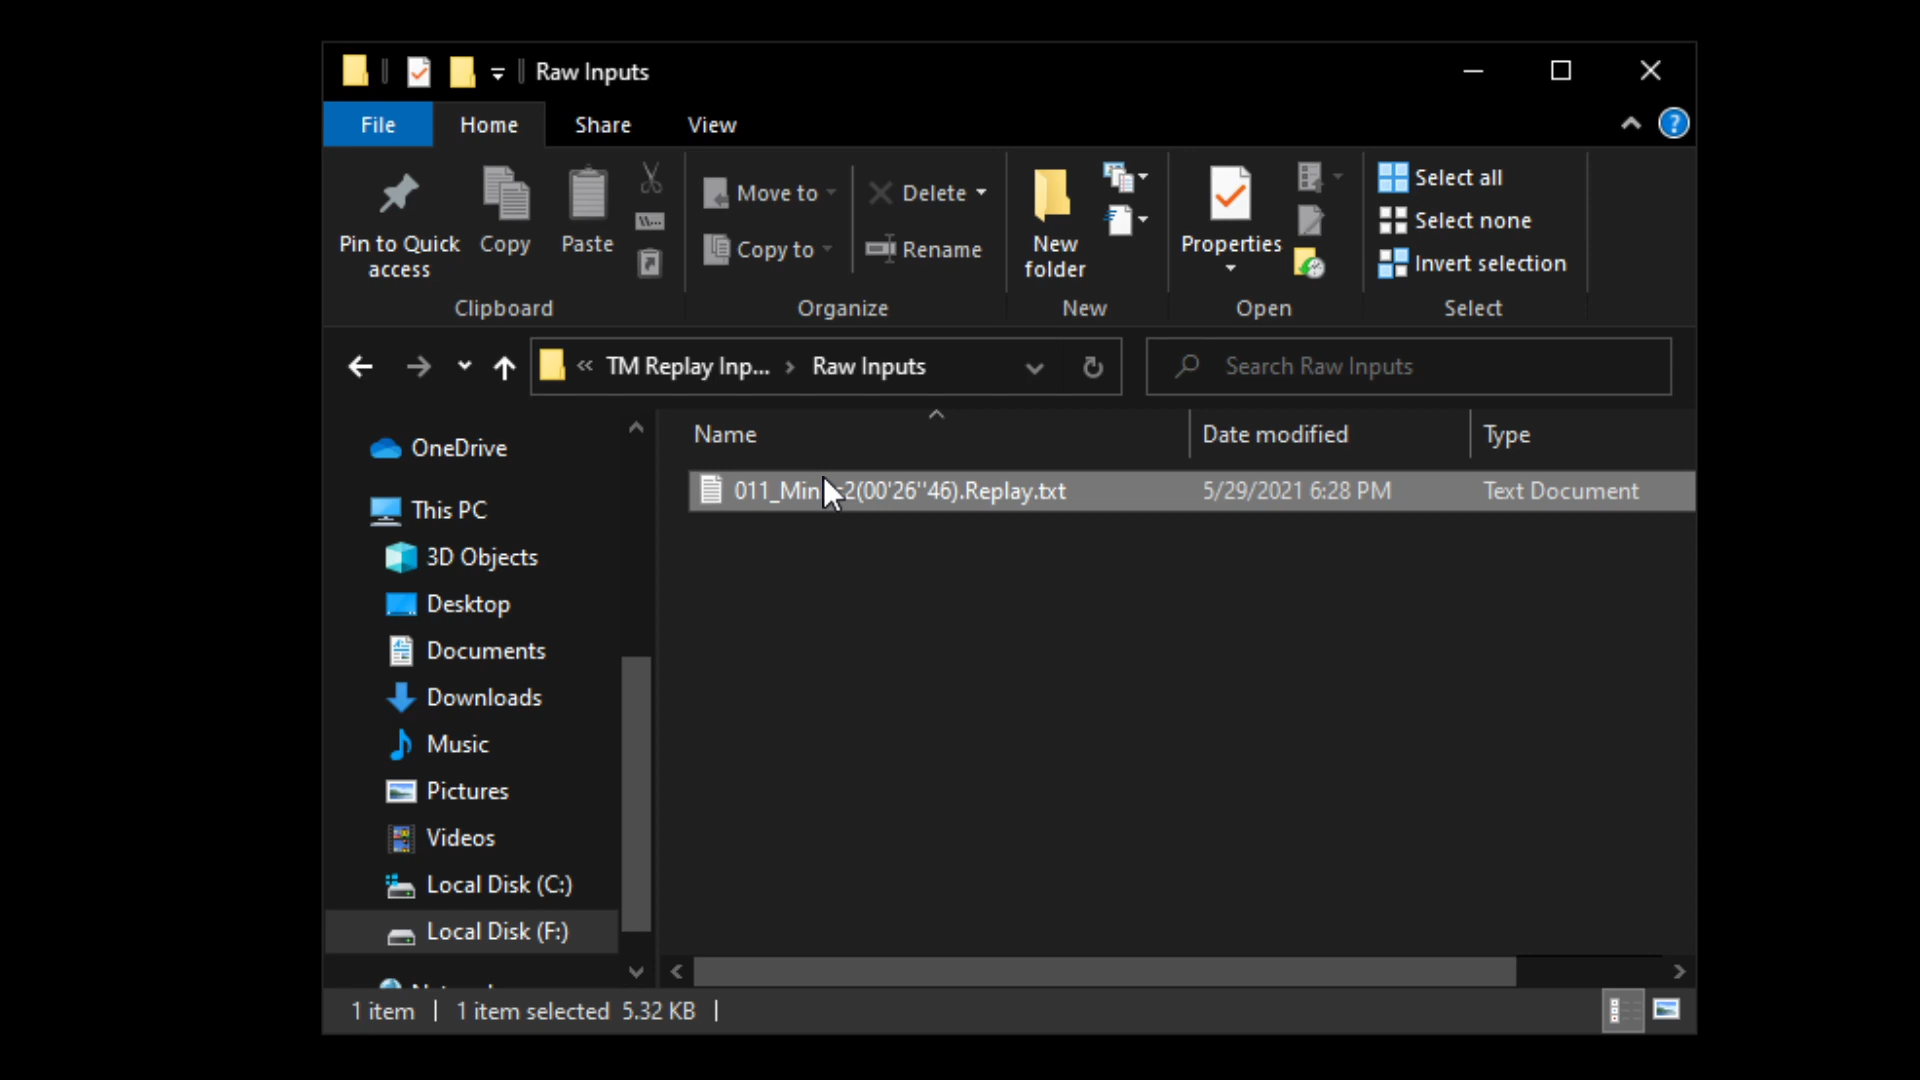 Raw Inputs
File Home Share View
Pin to Quick access
Copy
Paste
Move to
Copy to
Delete
Rename
New folder
Properties
Select all
Select none
Invert selection
Clipboard Organize New Open Select
« TM Replay Inp... › Raw Inputs
Search Raw Inputs
Name Date modified Type
011_Min 2(00'26''46).Replay.txt 5/29/2021 6:28 PM Text Document
OneDrive
This PC
3D Objects
Desktop
Documents
Downloads
Music
Pictures
Videos
Local Disk (C:)
Local Disk (F:)
1 item | 1 item selected 5.32 KB |